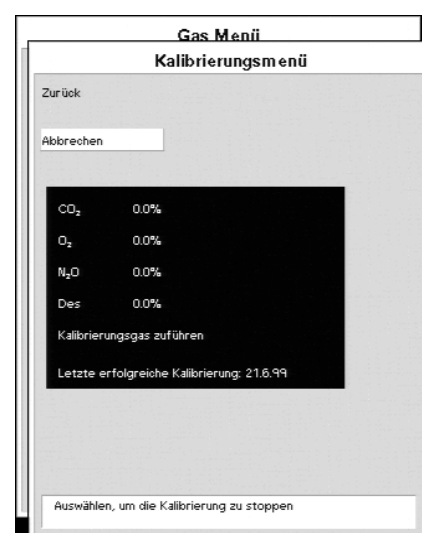 Gas Menü
Kalibrierungsmenü
Zurück
Abbrechen
CO₂ 0.0%
O₂ 0.0%
N₂O 0.0%
Des 0.0%
Kalibrierungsgas zuführen
Letzte erfolgreiche Kalibrierung: 21.6.99
Auswählen, um die Kalibrierung zu stoppen